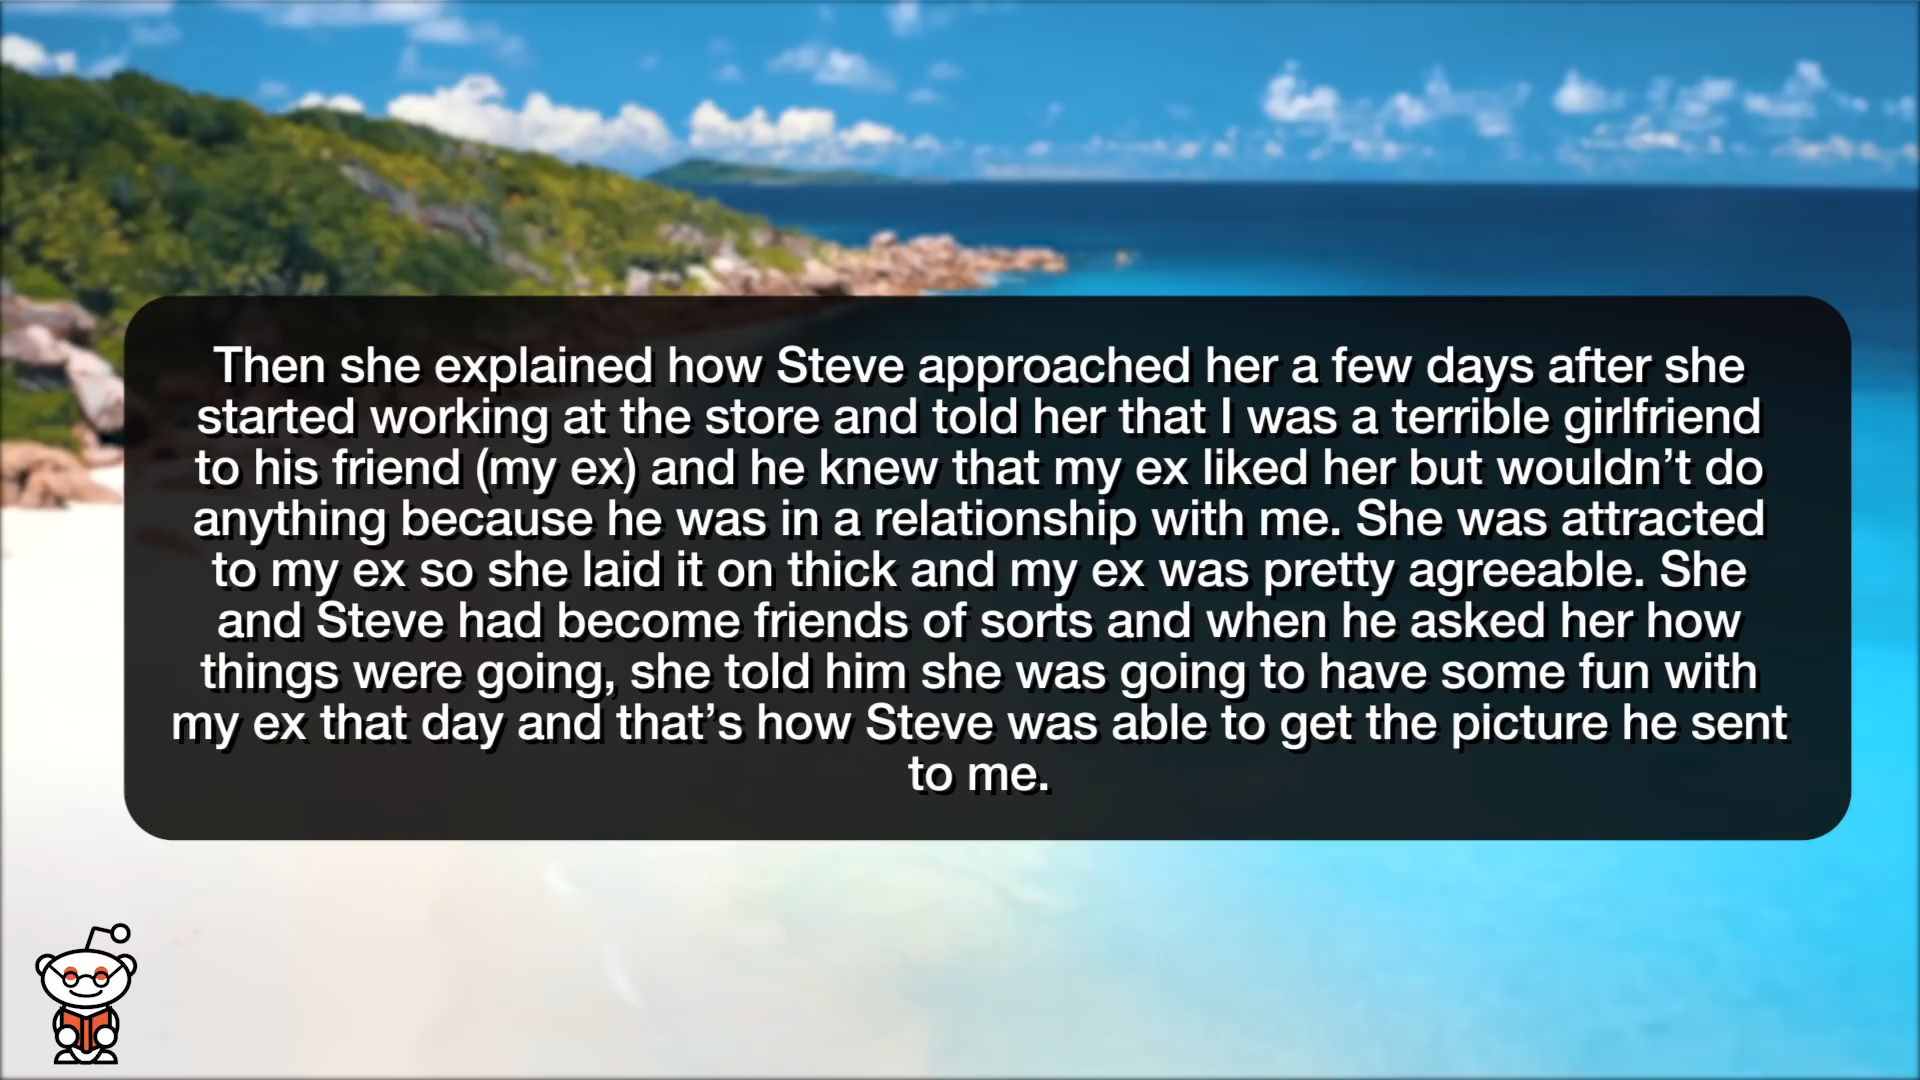 Then she explained how Steve approached her a few days after she
started working at the store and told her that I was a terrible girlfriend
to his friend (my ex) and he knew that my ex liked her but wouldn’t do
anything because he was in a relationship with me. She was attracted
to my ex so she laid it on thick and my ex was pretty agreeable. She
and Steve had become friends of sorts and when he asked her how
things were going, she told him she was going to have some fun with
my ex that day and that’s how Steve was able to get the picture he sent
to me.